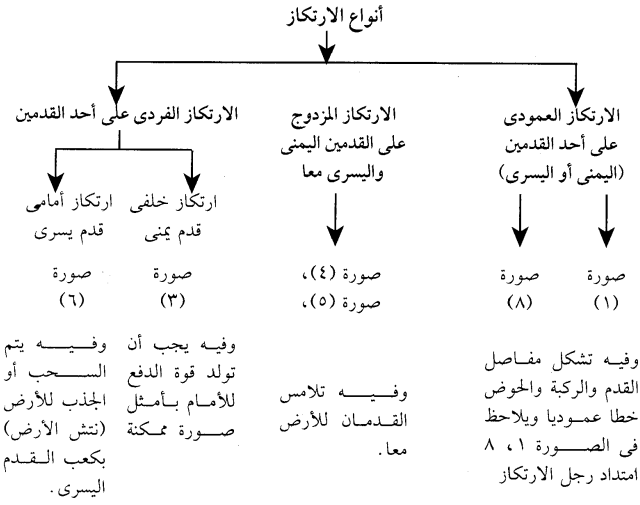 أنواع الارتكاز
الارتكاز العمودى
على أحد القدمين
(اليمنى أو اليسرى)
صورة
(١)
صورة
(٨)
وفيه تشكل مفاصل
القدم والركبة والحوض
خطا عموديا ويلاحظ
فى الصورة ١، ٨
امتداد رجل الارتكاز
الارتكاز المزدوج
على القدمين اليمنى
واليسرى معا
صورة (٤)،
صورة (٥)،
وفيه تلامس
القدمان للأرض
معا.
الارتكاز الفردى على أحد القدمين
ارتكاز خلفى
قدم يمنى
صورة
(٣)
وفيه يجب أن
تولد قوة الدفع
للأمام بأمثل
صورة ممكنة
ارتكاز أمامى
قدم يسرى
صورة
(٦)
وفيه يتم
السحب أو
الجذب للأرض
(نتش الأرض)
بكعب القدم
اليسرى.